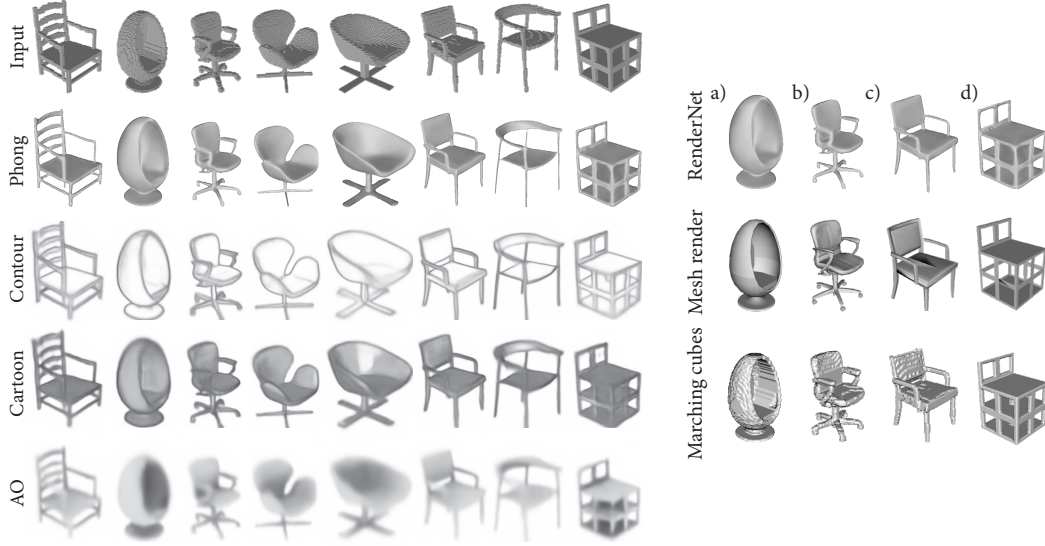 Input
Phong
Contour
Cartoon
AO
a) b) c) d)
RenderNet
Mesh render
Marching cubes